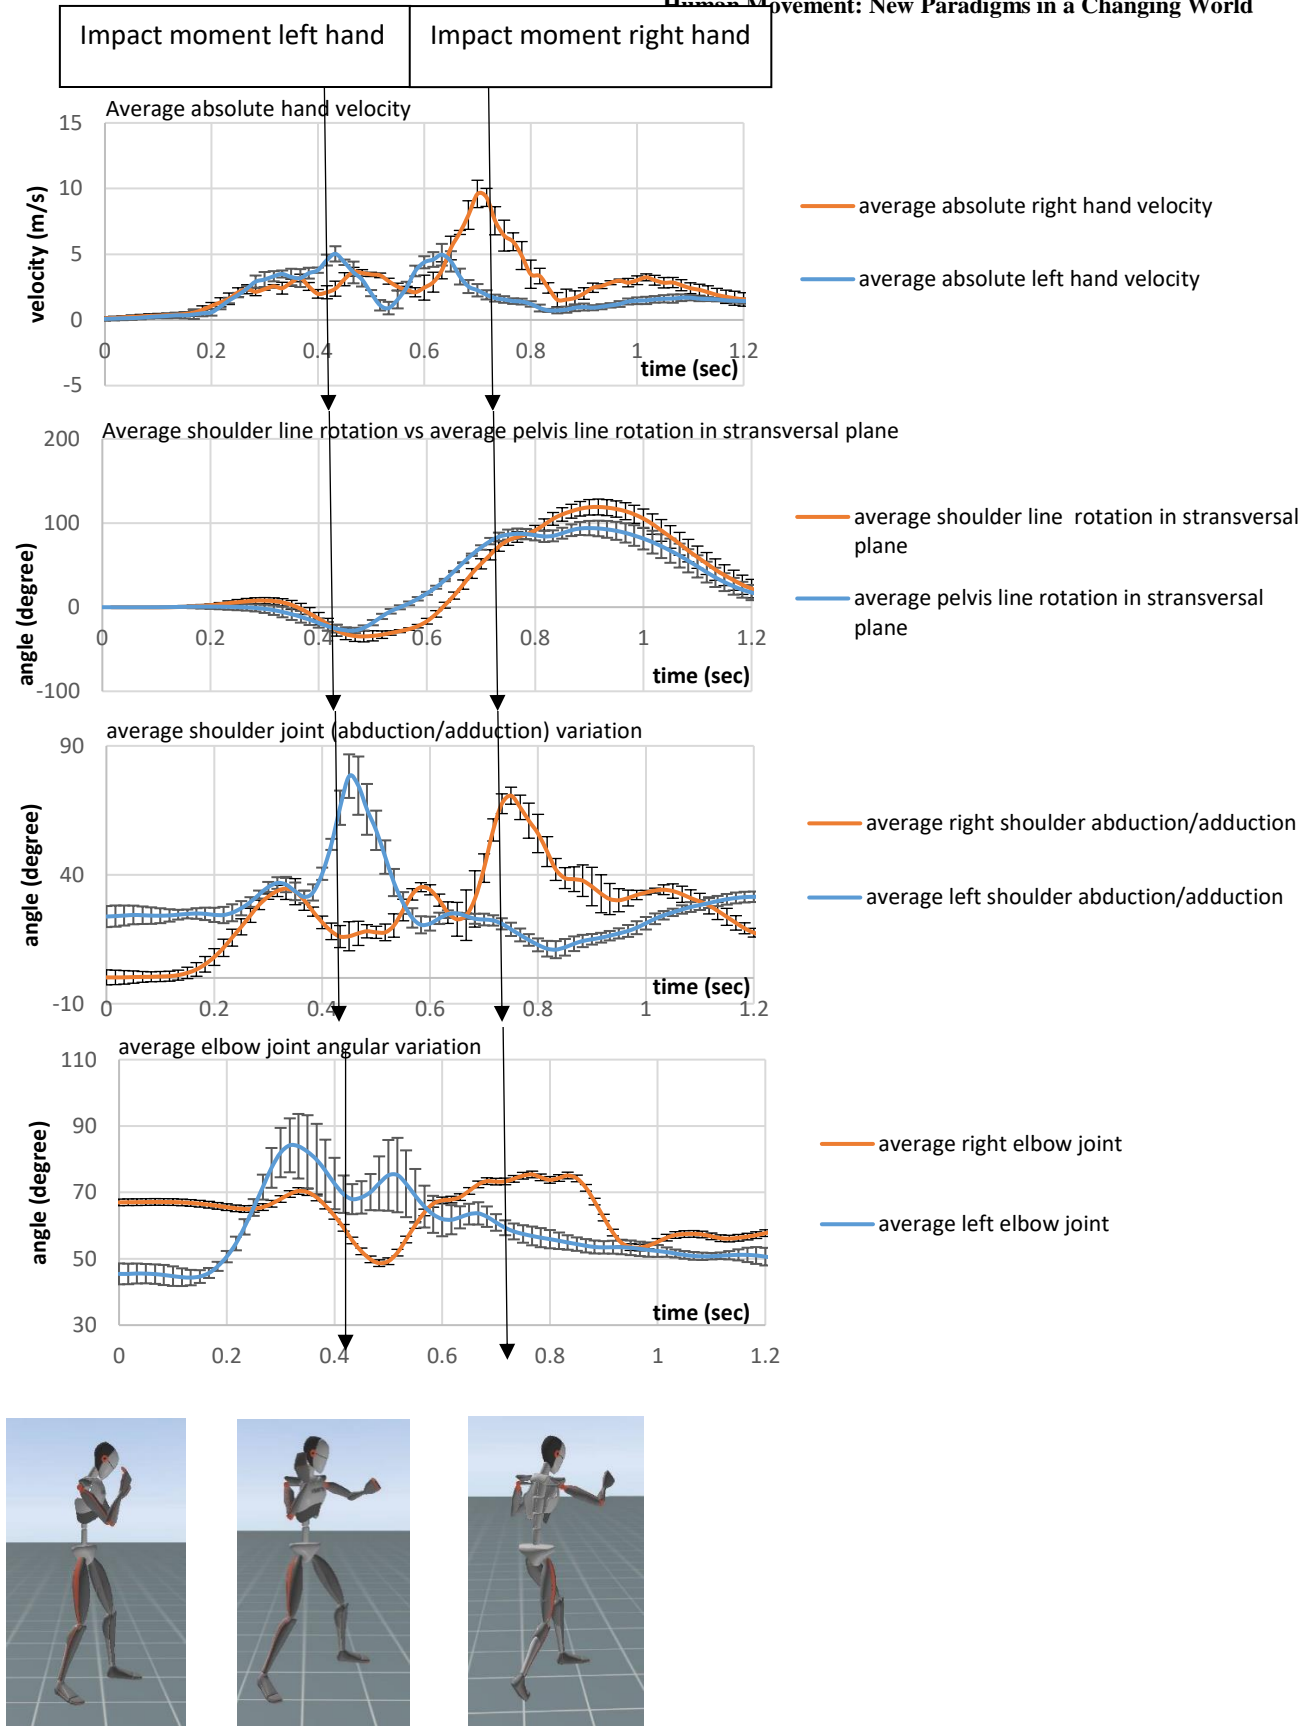 Human Movement: New Paradigms in a Changing World
Impact moment left hand
Impact moment right hand
Average absolute hand velocity
15
10
5
0
-5
velocity (m/s)
0 0.2 0.4 0.6 0.8 1 1.2
time (sec)
average absolute right hand velocity
average absolute left hand velocity
Average shoulder line rotation vs average pelvis line rotation in stransversal plane
200
100
0
-100
angle (degree)
0 0.2 0.4 0.6 0.8 1 1.2
time (sec)
average shoulder line rotation in stransversal
plane
average pelvis line rotation in stransversal
plane
average shoulder joint (abduction/adduction) variation
90
40
-10
angle (degree)
time (sec)
0 0.2 0.4 0.6 0.8 1 1.2
average right shoulder abduction/adduction
average left shoulder abduction/adduction
average elbow joint angular variation
110
90
70
50
30
angle (degree)
time (sec)
0 0.2 0.4 0.6 0.8 1 1.2
average right elbow joint
average left elbow joint